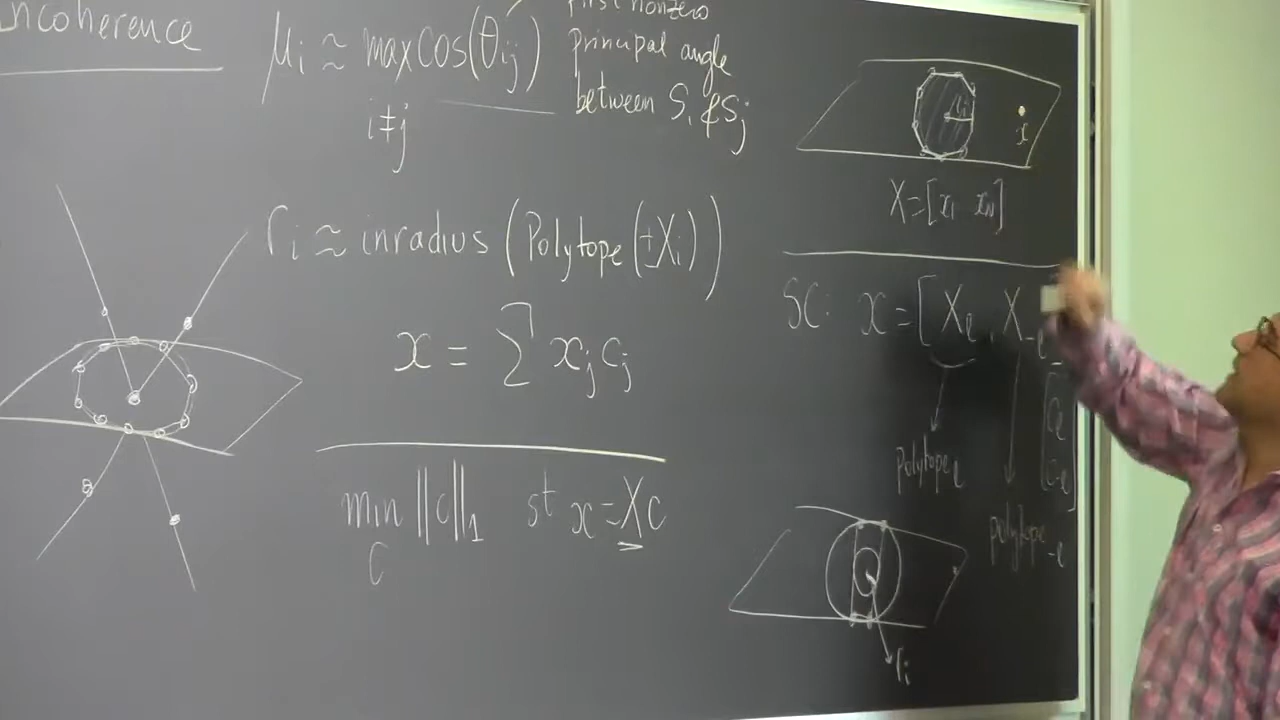 incoherence
μi ≈ max cos(θij)
i≠j
first nonzero
principal angle
between Si & Sj
ri ≈ inradius (Polytope (±Xi))
x = Σ xj cj
min ||c||1 st x = Xc
c
x
X = [x1 xN]
SC: x = [Xℓ, X-ℓ
polytopeℓ
polytope-ℓ
ri